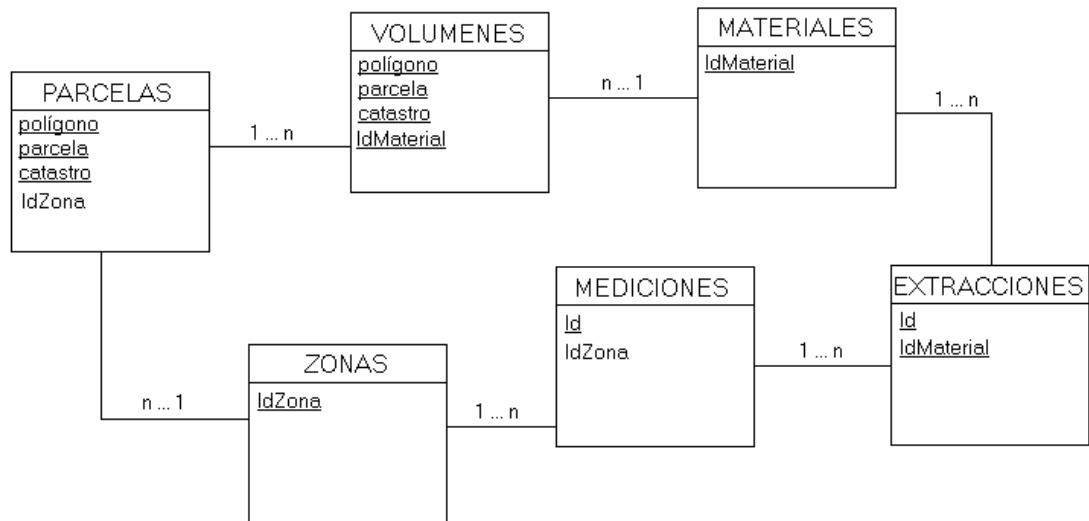 PARCELAS
polígono
parcela
catastro
IdZona
1 ... n
VOLUMENES
polígono
parcela
catastro
IdMaterial
n ... 1
MATERIALES
IdMaterial
1 ... n
n ... 1
ZONAS
IdZona
1 ... n
MEDICIONES
Id
IdZona
1 ... n
EXTRACCIONES
Id
IdMaterial